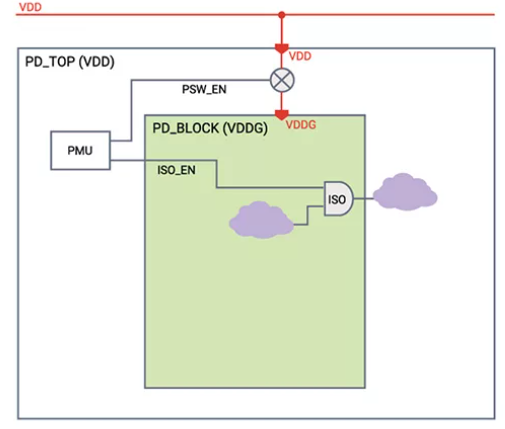 VDD
PD_TOP (VDD)
VDD
PSW_EN
VDDG
PD_BLOCK (VDDG)
PMU
ISO_EN
ISO